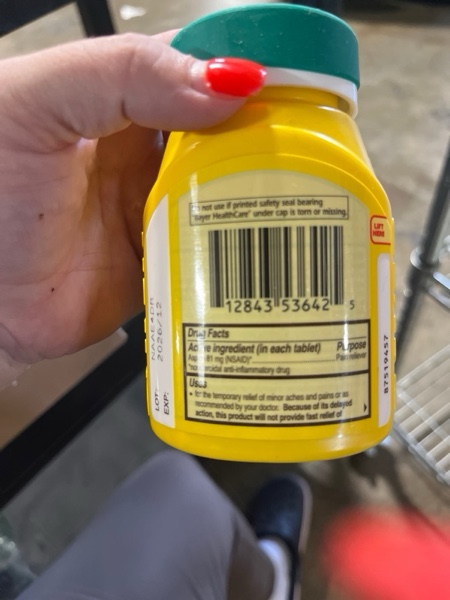 not use if printed safety seal bearing
"Bayer HealthCare" under cap is torn or missing.
LIFT HERE
12843 53642 5
Drug Facts
Active ingredient (in each tablet) Purpose
81 mg (NSAID)* Pain reliever
anti-inflammatory drug
Uses
• for the temporary relief of minor aches and pains or as
recommended by your doctor. Because of its delayed
action, this product will not provide fast relief of
LOT:
EXP: 2026/12
87519457